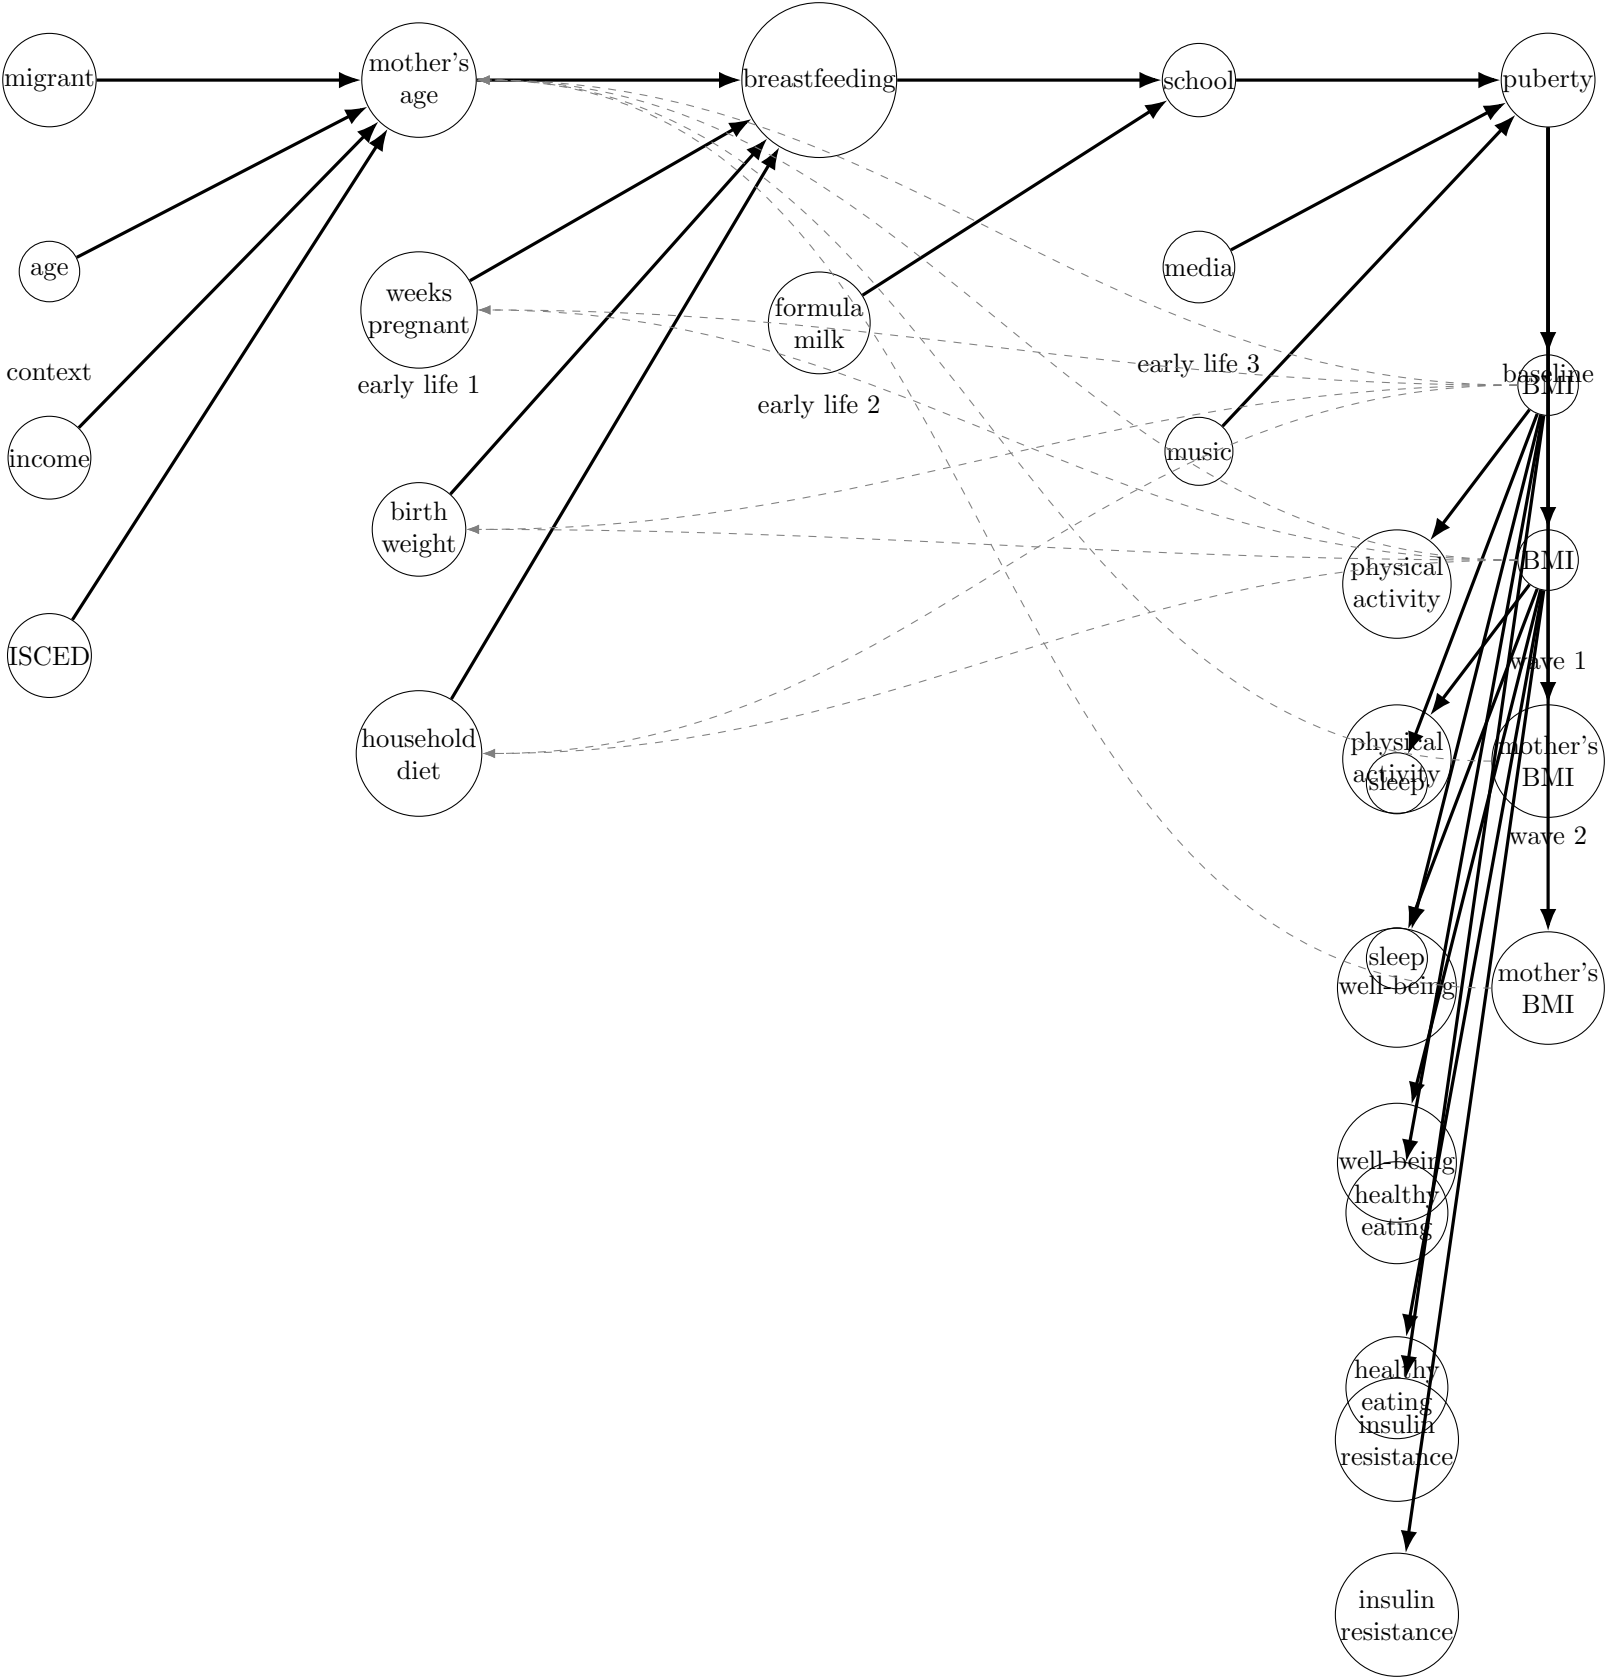 migrant
mother's
age
breastfeeding
school
puberty
age
weeks
pregnant
formula
milk
media
context
early life 1
early life 2
early life 3
baseline
BMI
income
birth
weight
music
physical
activity
BMI
ISCED
wave 1
household
diet
physical
activity
sleep
mother's
BMI
wave 2
sleep
well-being
mother's
BMI
well-being
healthy
eating
healthy
eating
insulin
resistance
insulin
resistance